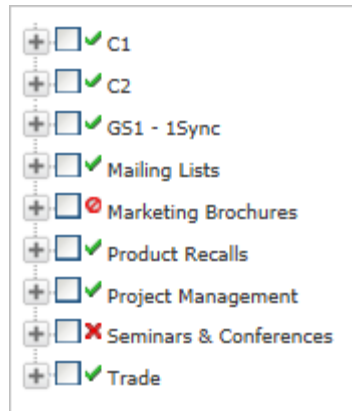 C1
C2
GS1 - 1Sync
Mailing Lists
Marketing Brochures
Product Recalls
Project Management
Seminars & Conferences
Trade